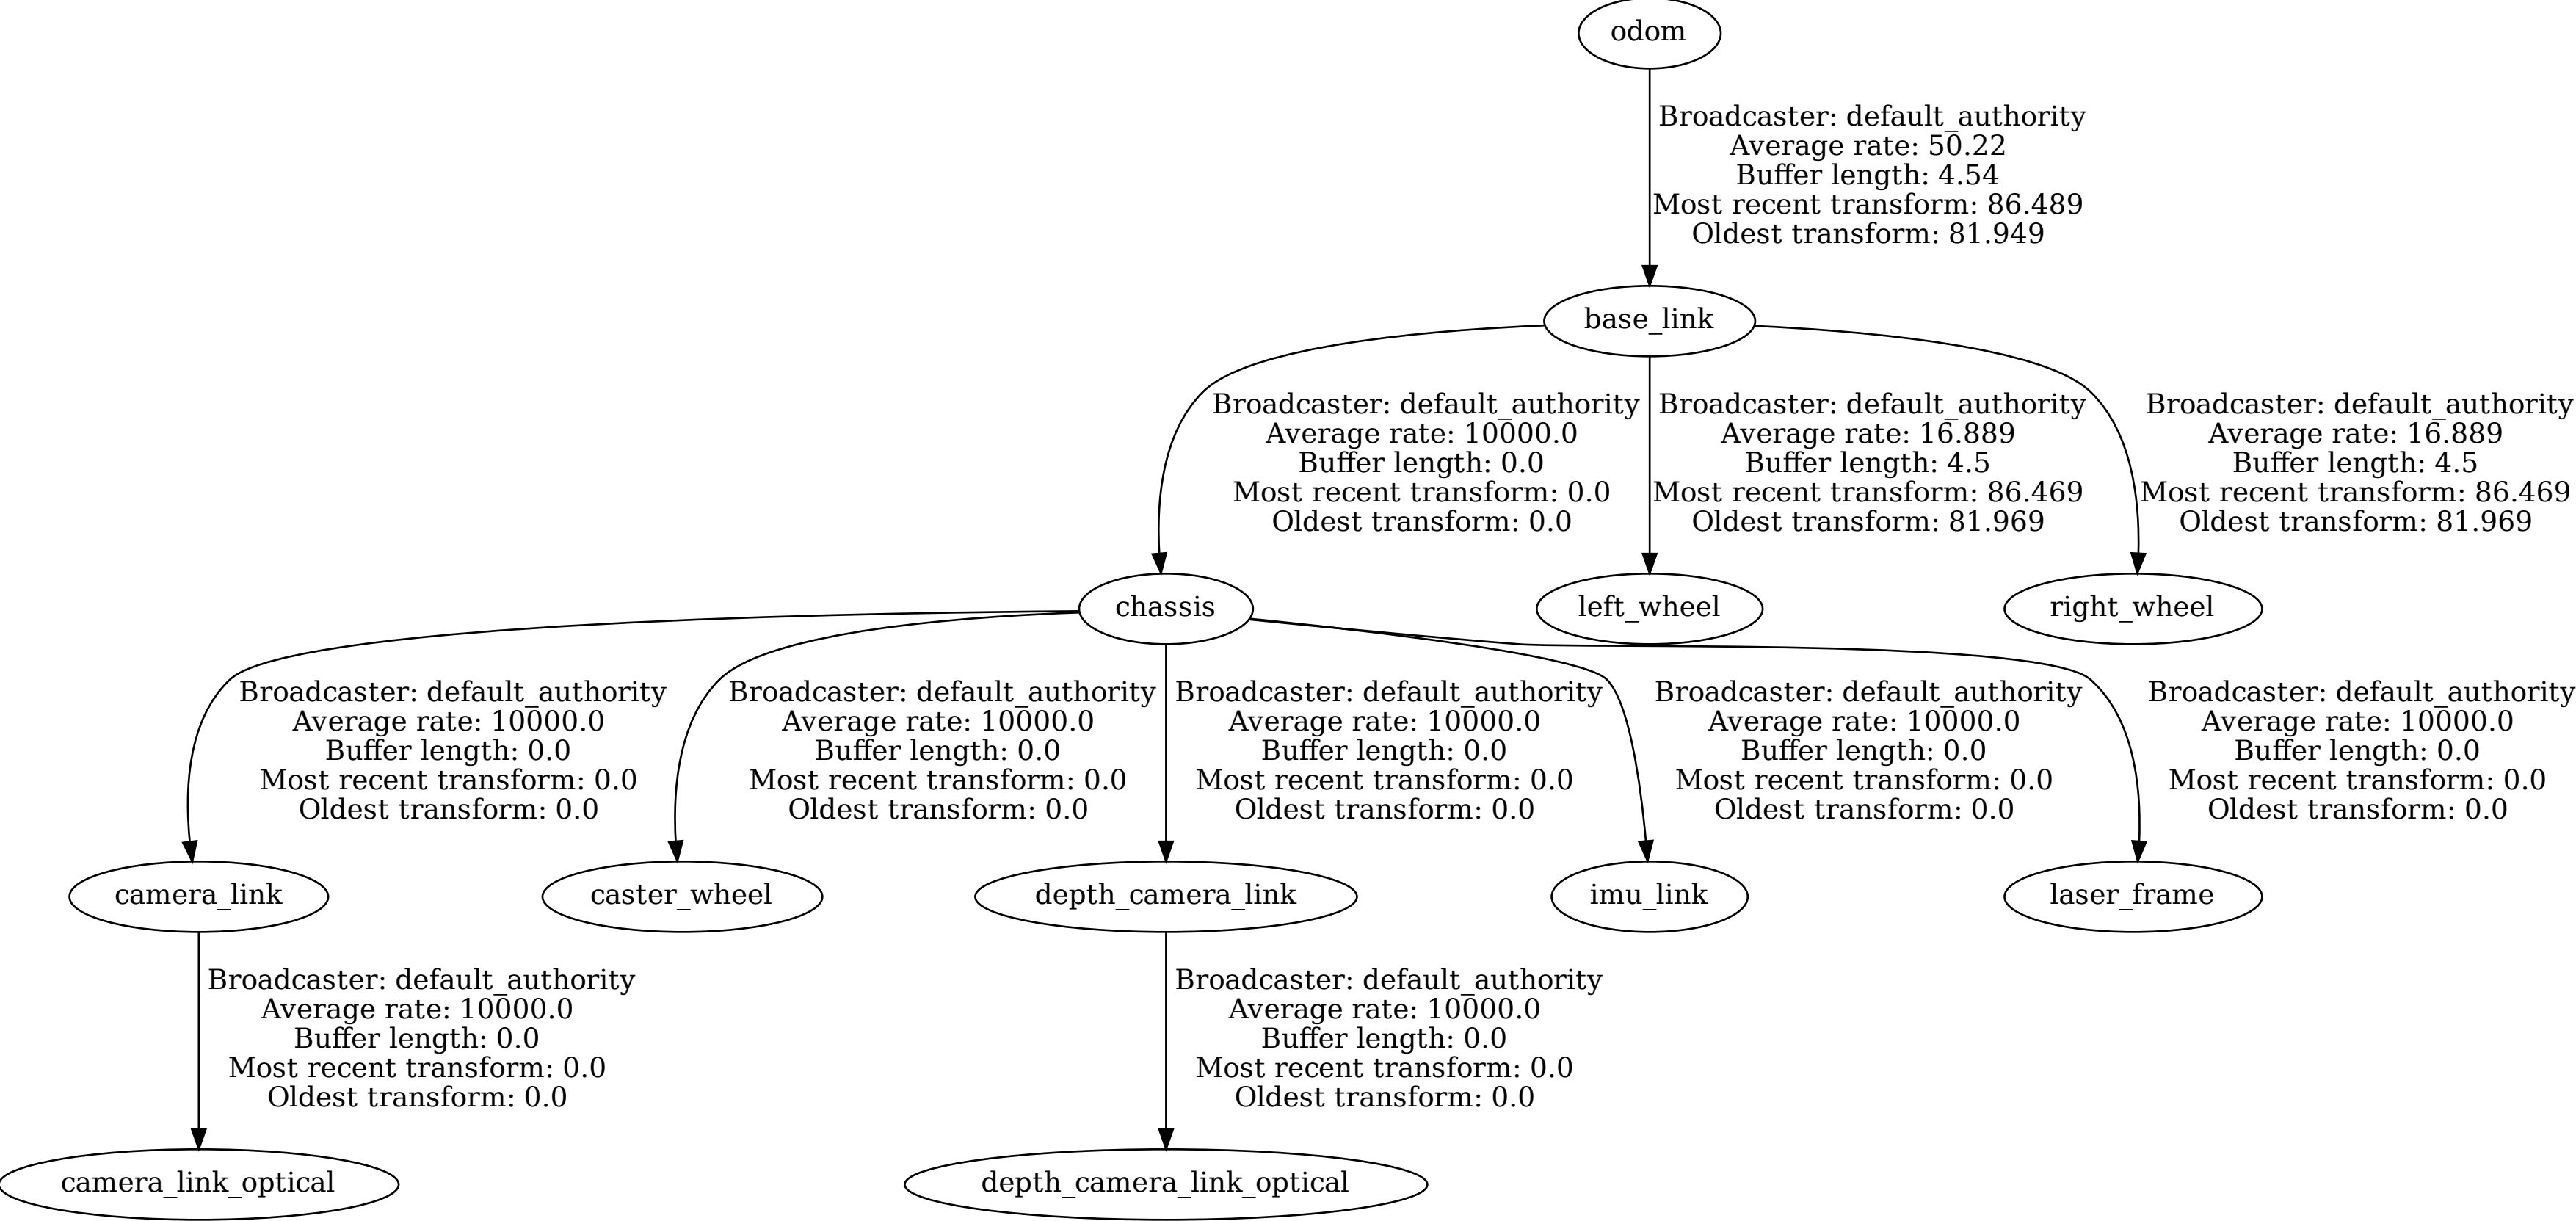 odom
Broadcaster: default_authority
Average rate: 50.22
Buffer length: 4.54
Most recent transform: 86.489
Oldest transform: 81.949
base_link
Broadcaster: default_authority
Average rate: 10000.0
Buffer length: 0.0
Most recent transform: 0.0
Oldest transform: 0.0
Broadcaster: default_authority
Average rate: 16.889
Buffer length: 4.5
Most recent transform: 86.469
Oldest transform: 81.969
Broadcaster: default_authority
Average rate: 16.889
Buffer length: 4.5
Most recent transform: 86.469
Oldest transform: 81.969
chassis
left_wheel
right_wheel
Broadcaster: default_authority
Average rate: 10000.0
Buffer length: 0.0
Most recent transform: 0.0
Oldest transform: 0.0
Broadcaster: default_authority
Average rate: 10000.0
Buffer length: 0.0
Most recent transform: 0.0
Oldest transform: 0.0
Broadcaster: default_authority
Average rate: 10000.0
Buffer length: 0.0
Most recent transform: 0.0
Oldest transform: 0.0
Broadcaster: default_authority
Average rate: 10000.0
Buffer length: 0.0
Most recent transform: 0.0
Oldest transform: 0.0
Broadcaster: default_authority
Average rate: 10000.0
Buffer length: 0.0
Most recent transform: 0.0
Oldest transform: 0.0
camera_link
caster_wheel
depth_camera_link
imu_link
laser_frame
Broadcaster: default_authority
Average rate: 10000.0
Buffer length: 0.0
Most recent transform: 0.0
Oldest transform: 0.0
Broadcaster: default_authority
Average rate: 10000.0
Buffer length: 0.0
Most recent transform: 0.0
Oldest transform: 0.0
camera_link_optical
depth_camera_link_optical